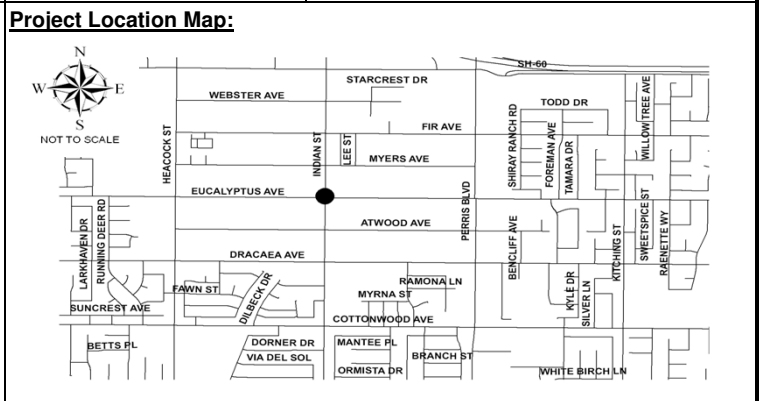 Project Location Map:
N
W E
S
NOT TO SCALE
SH-60
STARCREST DR
WEBSTER AVE
TODD DR
WILLOW TREE AVE
FIR AVE
HEACOCK ST
INDIAN ST
LEE ST
SHIRAY RANCH RD
FOREMAN AVE
TAMARA DR
MYERS AVE
EUCALYPTUS AVE
PERRIS BLVD
SWEETSPICE ST
RAENETTE WY
LARKHAVEN DR
RUNNING DEER RD
ATWOOD AVE
BENCLIFF AVE
KITCHING ST
DRACAEA AVE
FAWN ST
DILBECK DR
RAMONA LN
MYRNA ST
KYLE DR
SILVER LN
SUNCREST AVE
COTTONWOOD AVE
BETTS PL
DORNER DR
MANTEE PL
VIA DEL SOL
BRANCH ST
ORMISTA DR
WHITE BIRCH LN